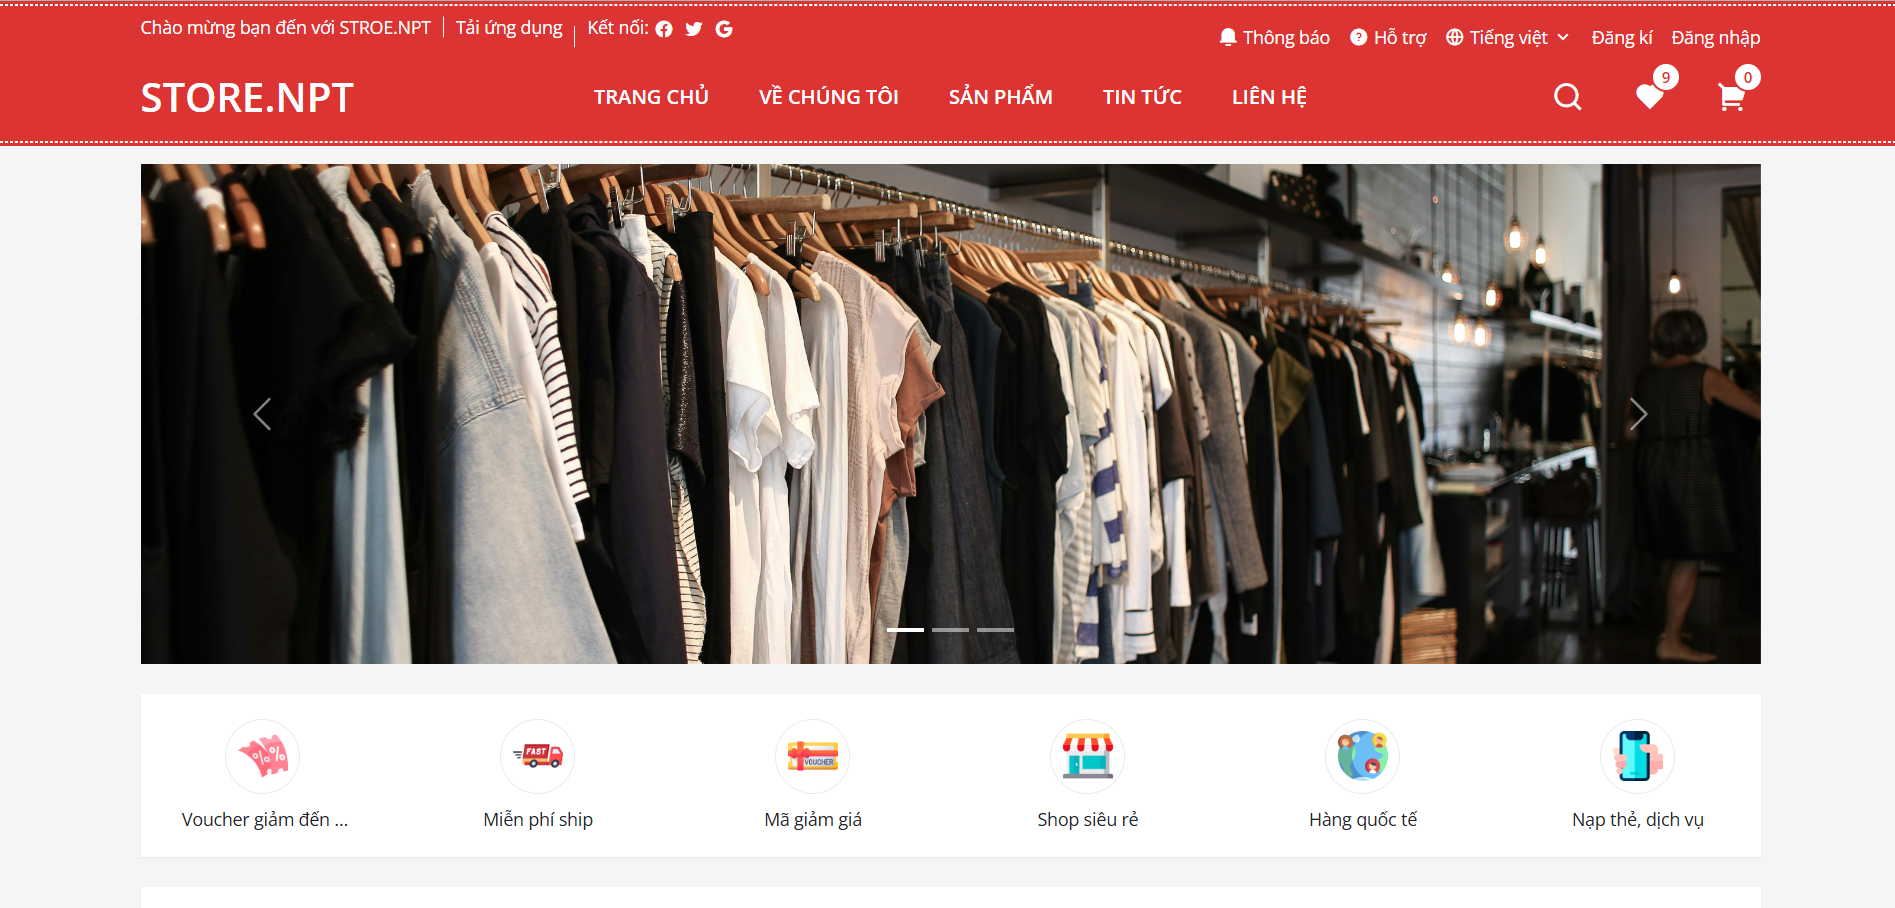 Chào mừng bạn đến với STROE.NPT Tải ứng dụng Kết nối:
Thông báo Hỗ trợ Tiếng việt Đăng kí Đăng nhập
STORE.NPT
TRANG CHỦ VỀ CHÚNG TÔI SẢN PHẨM TIN TỨC LIÊN HỆ
9 0
FAST
VOUCHER
Voucher giảm đến ... Miễn phí ship Mã giảm giá Shop siêu rẻ Hàng quốc tế Nạp thẻ, dịch vụ